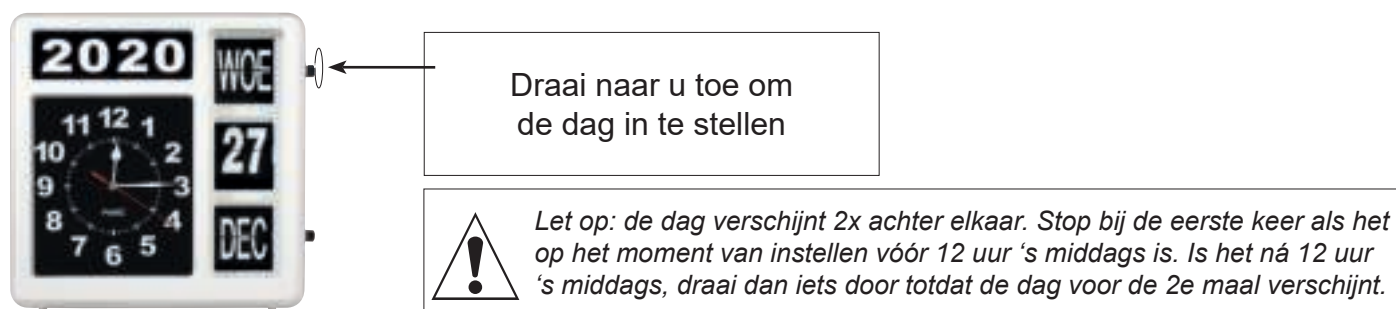 2020
WOE
27
DEC
11 12 1
10 2
9 3
8 4
7 6 5
Draai naar u toe om
de dag in te stellen
Let op: de dag verschijnt 2x achter elkaar. Stop bij de eerste keer als het
op het moment van instellen vóór 12 uur ‘s middags is. Is het ná 12 uur
‘s middags, draai dan iets door totdat de dag voor de 2e maal verschijnt.